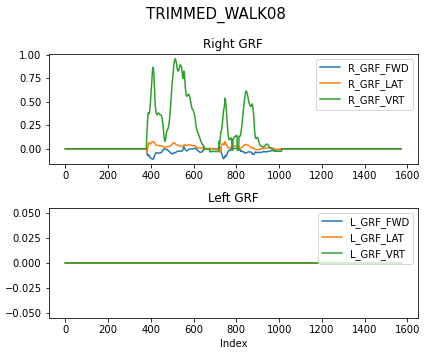 TRIMMED_WALK08
Right GRF
1.00
0.75
0.50
0.25
0.00
R_GRF_FWD
R_GRF_LAT
R_GRF_VRT
0 200 400 600 800 1000 1200 1400 1600
Left GRF
0.050
0.025
0.000
−0.025
−0.050
L_GRF_FWD
L_GRF_LAT
L_GRF_VRT
0 200 400 600 800 1000 1200 1400 1600
Index